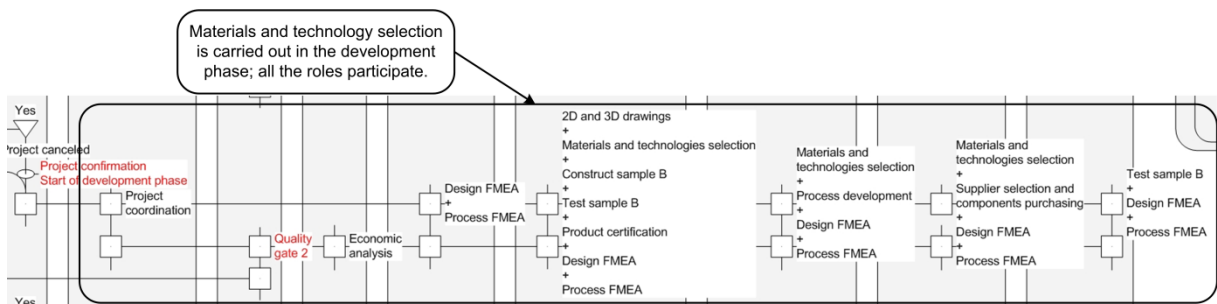 Materials and technology selection
is carried out in the development
phase; all the roles participate.
Yes
Project canceled
Project confirmation
Start of development phase
Project
coordination
Quality
gate 2
Economic
analysis
Design FMEA
+
Process FMEA
2D and 3D drawings
+
Materials and technologies selection
+
Construct sample B
+
Test sample B
+
Product certification
+
Design FMEA
+
Process FMEA
Materials and
technologies selection
+
Process development
+
Design FMEA
+
Process FMEA
Materials and
technologies selection
+
Supplier selection and
components purchasing
+
Design FMEA
+
Process FMEA
Test sample B
+
Design FMEA
+
Process FMEA
Yes